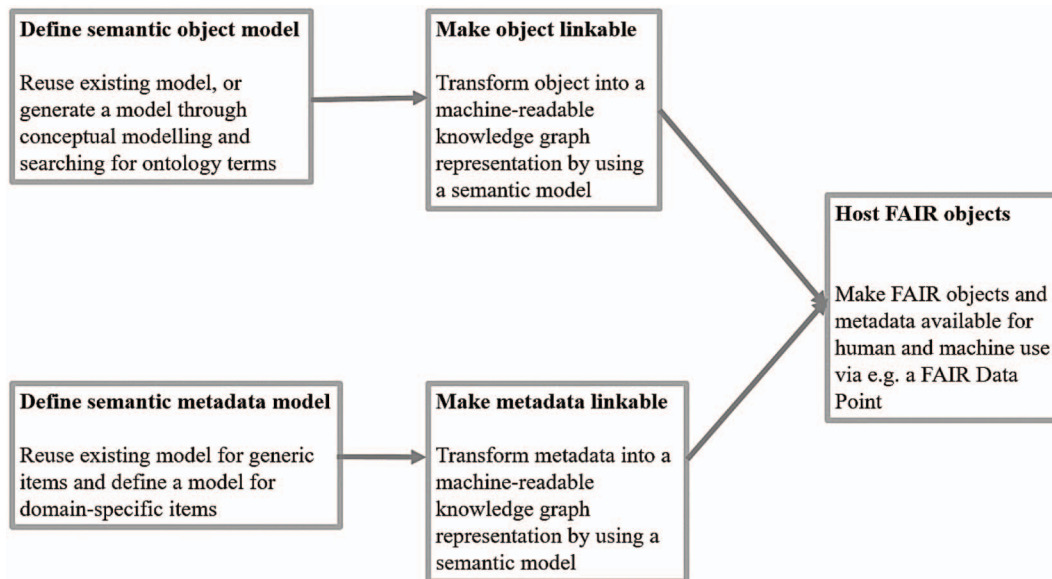 Define semantic object model
Reuse existing model, or
generate a model through
conceptual modelling and
searching for ontology terms
Make object linkable
Transform object into a
machine-readable
knowledge graph
representation by using
a semantic model
Define semantic metadata model
Reuse existing model for generic
items and define a model for
domain-specific items
Make metadata linkable
Transform metadata into a
machine-readable
knowledge graph
representation by using a
semantic model
Host FAIR objects
Make FAIR objects and
metadata available for
human and machine use
via e.g. a FAIR Data
Point